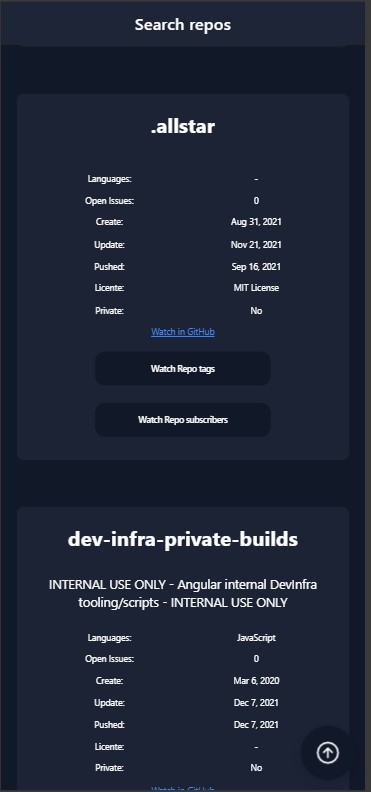 Search repos
.allstar
Languages: -
Open Issues: 0
Create: Aug 31, 2021
Update: Nov 21, 2021
Pushed: Sep 16, 2021
Licente: MIT License
Private: No
Watch in GitHub
Watch Repo tags
Watch Repo subscribers
dev-infra-private-builds
INTERNAL USE ONLY - Angular internal DevInfra
tooling/scripts - INTERNAL USE ONLY
Languages: JavaScript
Open Issues: 0
Create: Mar 6, 2020
Update: Dec 7, 2021
Pushed: Dec 7, 2021
Licente: -
Private: No
Watch in GitHub